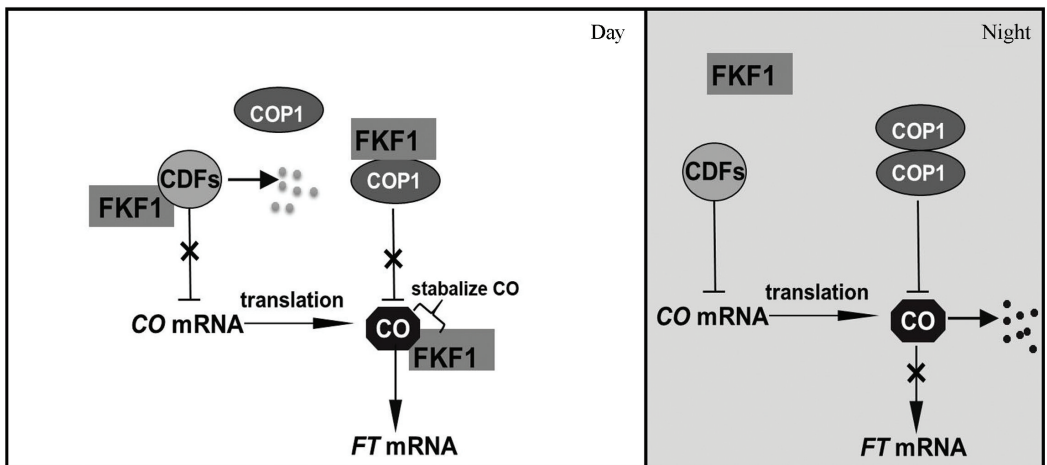 Day
COP1
FKF1
COP1
CDFs
FKF1
stabalize CO
translation
CO mRNA
CO
FKF1
FT mRNA
Night
FKF1
COP1
COP1
CDFs
translation
CO mRNA
CO
FT mRNA